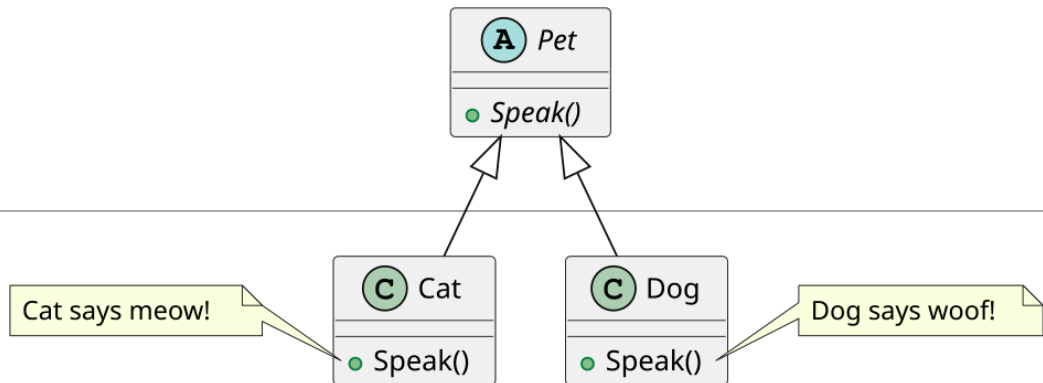 A Pet
Speak()
C Cat
Speak()
Cat says meow!
C Dog
Speak()
Dog says woof!